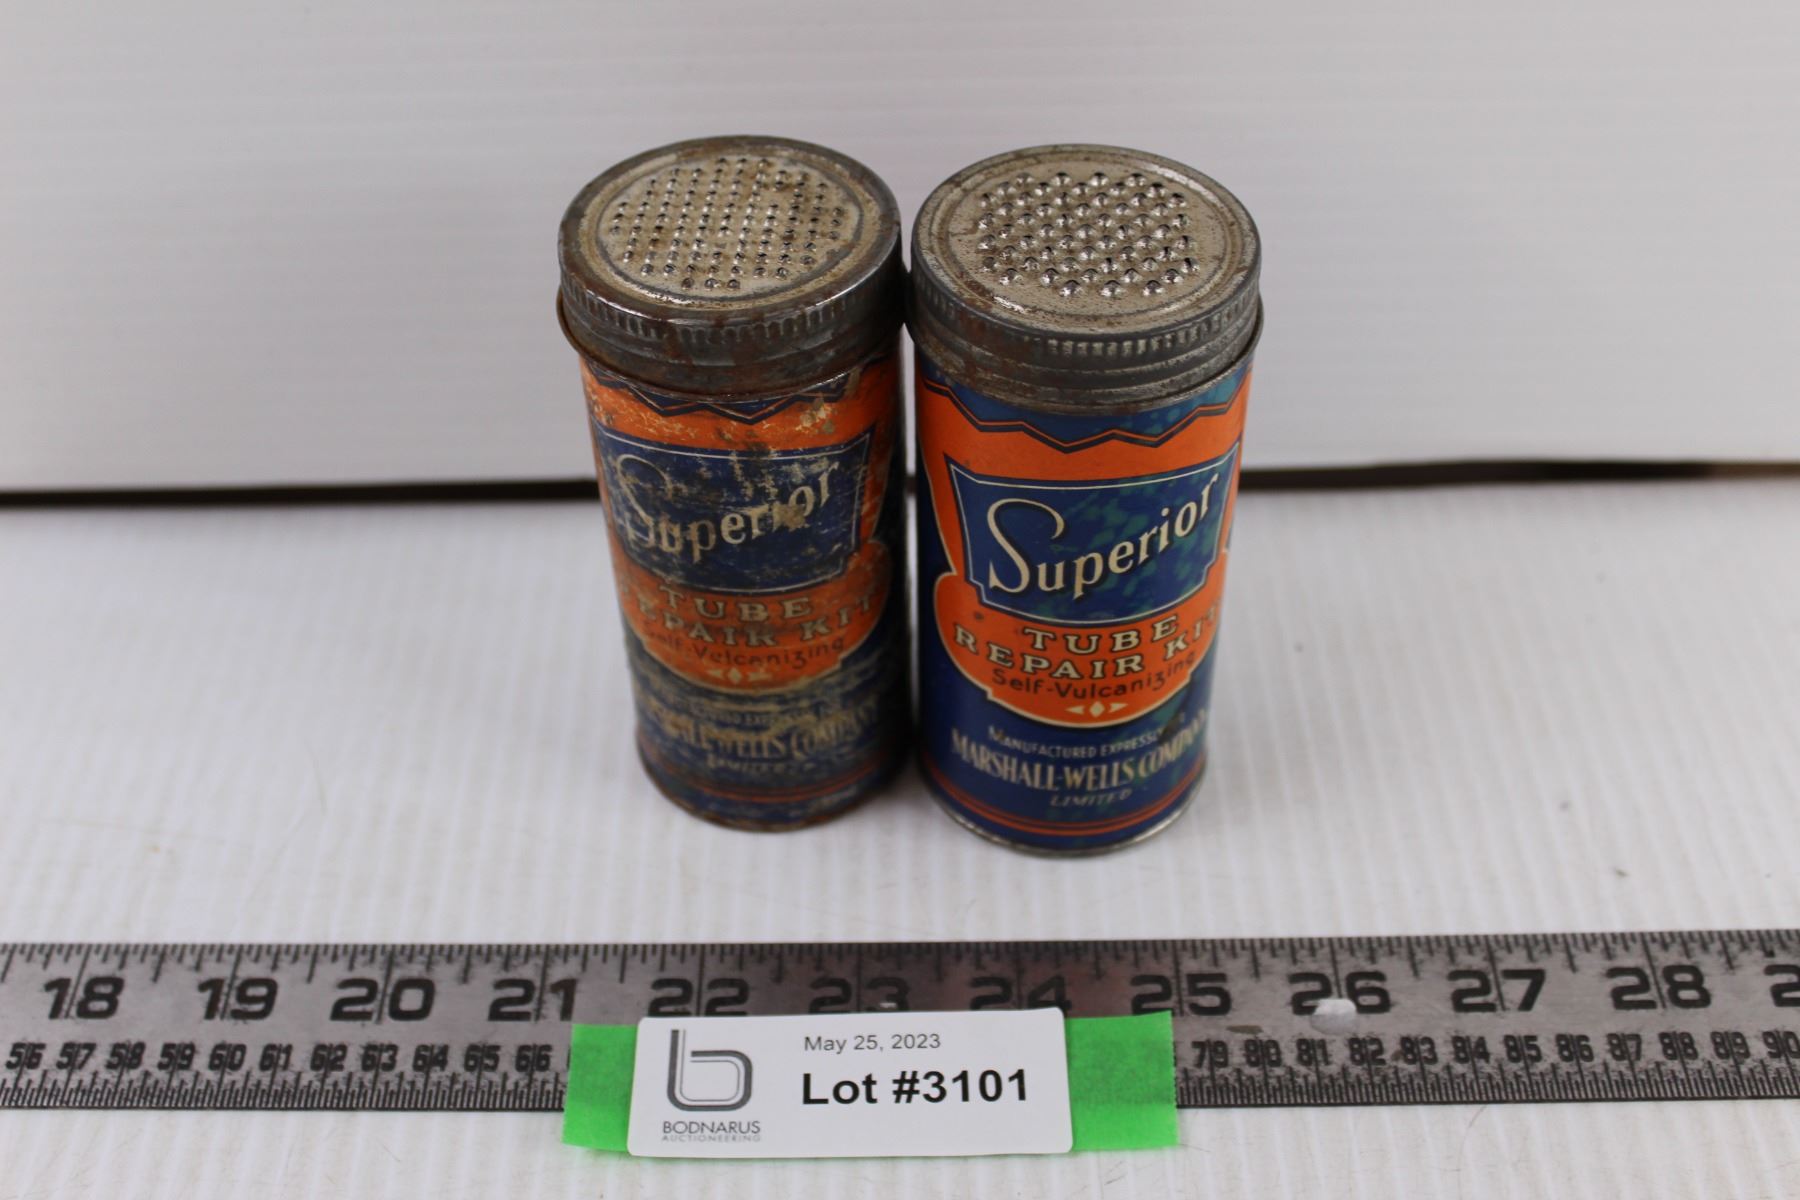 Superior
TUBE
REPAIR KIT
Self-Vulcanizing
WELLS COMPANY
LIMITED
Superior
TUBE
REPAIR KIT
Self-Vulcanizing
MANUFACTURED EXPRESSLY
MARSHALL-WELLS COMPANY
LIMITED
18 19 20 21 22 23 24 25 26 27 28
56 57 58 59 60 61 62 63 64 65 66 79 80 81 82 83 84 85 86 87 88 89 90
May 25, 2023
Lot #3101
b
BODNARUS
AUCTIONEERING